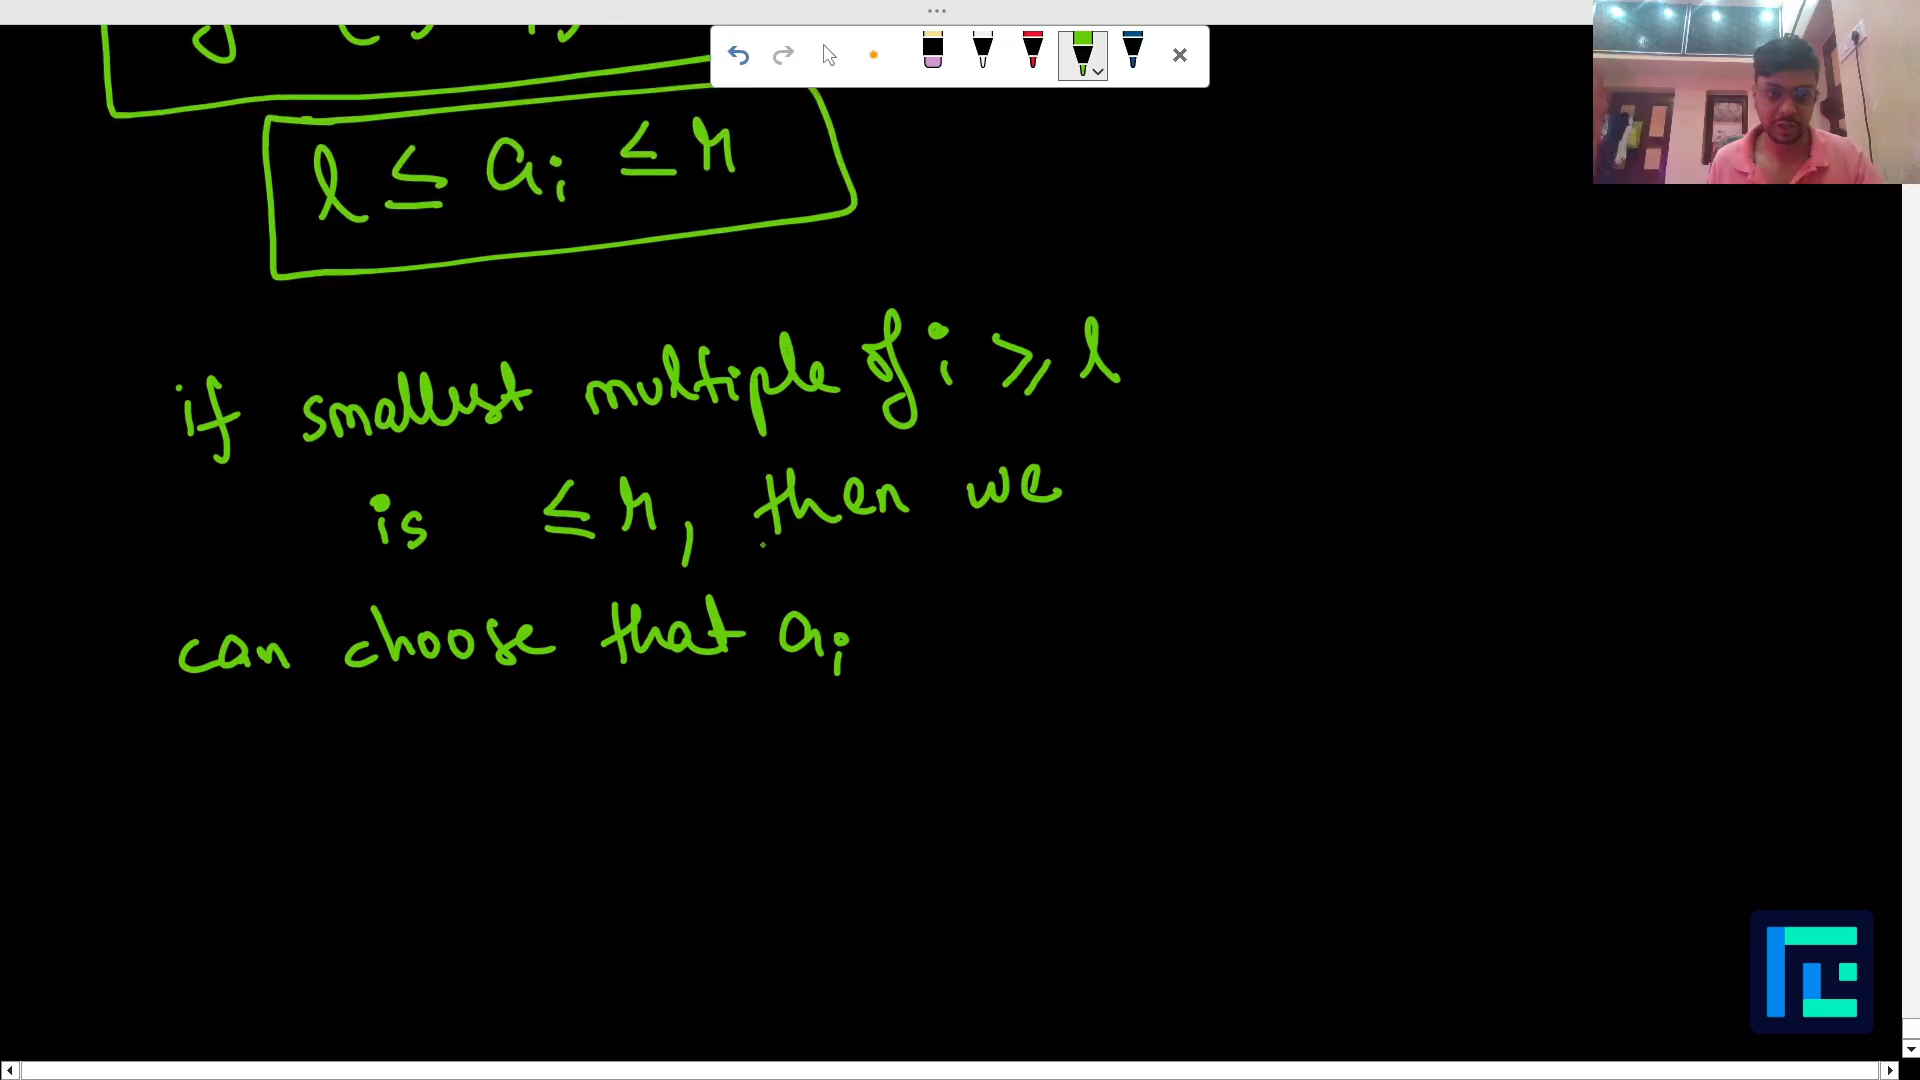 l ≤ aᵢ ≤ r
if smallest multiple of i ≥ l
is ≤ r, then we
can choose that aᵢ